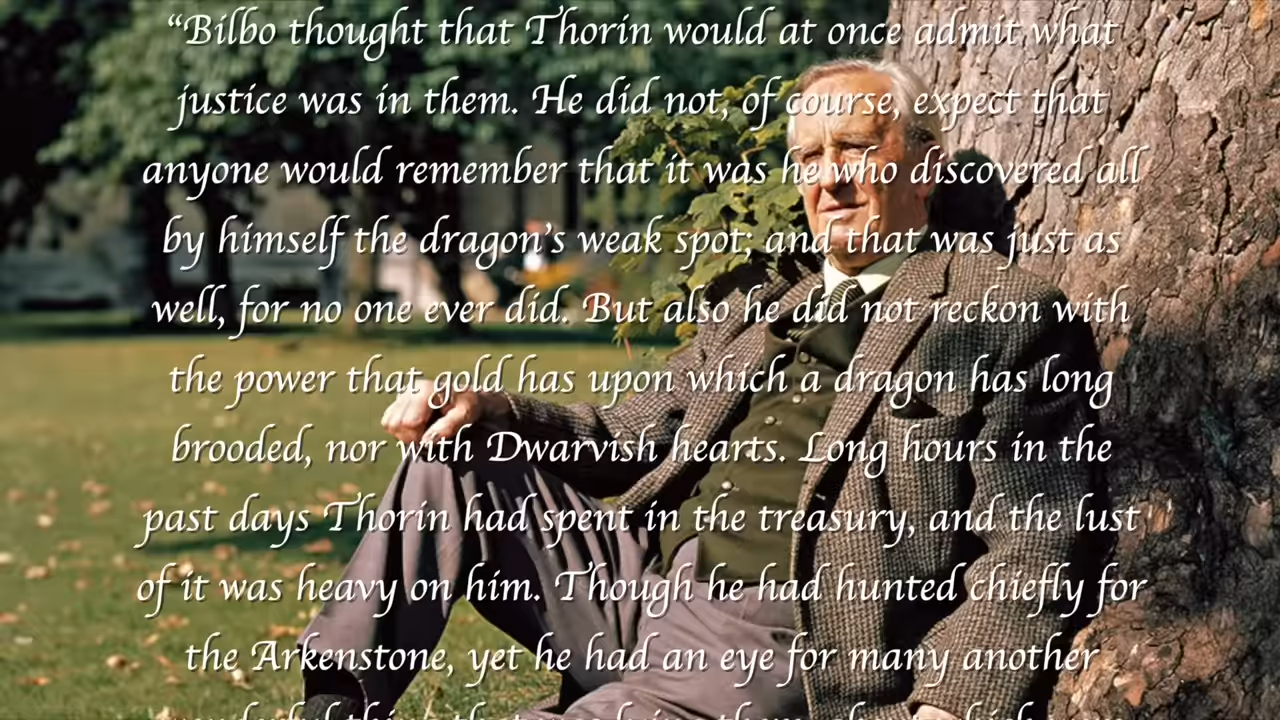 “Bilbo thought that Thorin would at once admit what
justice was in them. He did not, of course, expect that
anyone would remember that it was he who discovered all
by himself the dragon's weak spot; and that was just as
well, for no one ever did. But also he did not reckon with
the power that gold has upon which a dragon has long
brooded, nor with Dwarvish hearts. Long hours in the
past days Thorin had spent in the treasury, and the lust
of it was heavy on him. Though he had hunted chiefly for
the Arkenstone, yet he had an eye for many another